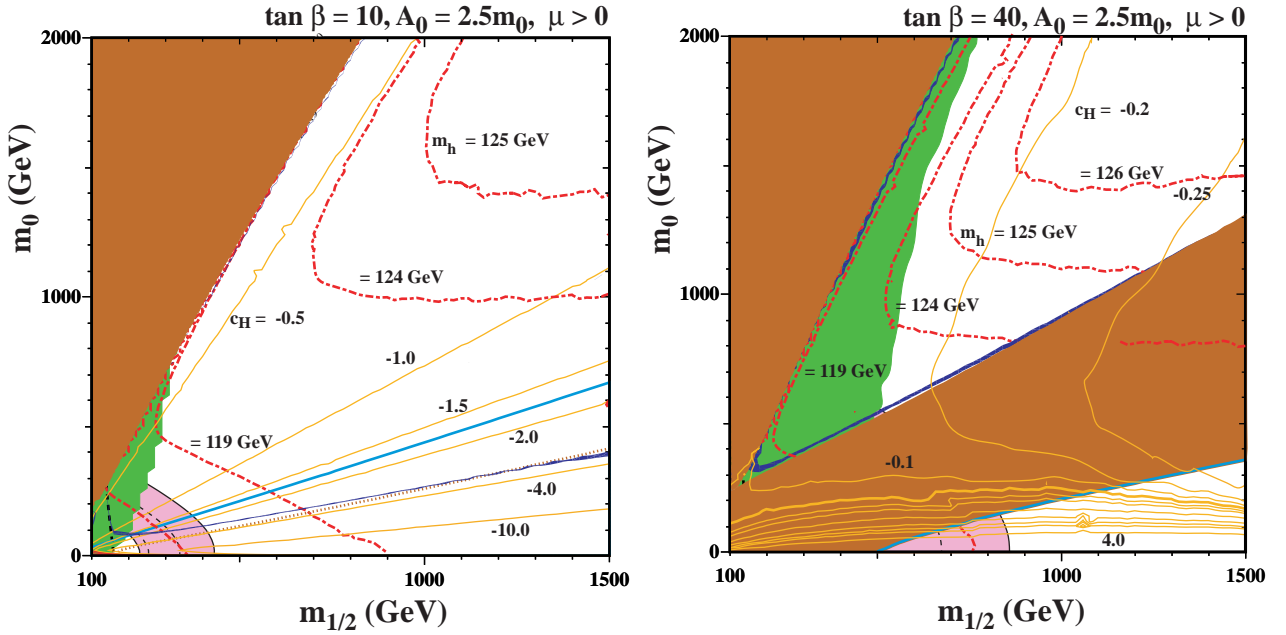 tan β = 10, A₀ = 2.5m₀, μ > 0
2000
1000
0
m₀ (GeV)
m_h = 125 GeV
= 124 GeV
c_H = -0.5
-1.0
-1.5
= 119 GeV
-2.0
-4.0
-10.0
100
1000
1500
m₁/₂ (GeV)
tan β = 40, A₀ = 2.5m₀, μ > 0
2000
1000
0
m₀ (GeV)
c_H = -0.2
= 126 GeV
-0.25
m_h = 125 GeV
= 124 GeV
= 119 GeV
-0.1
4.0
100
1000
1500
m₁/₂ (GeV)